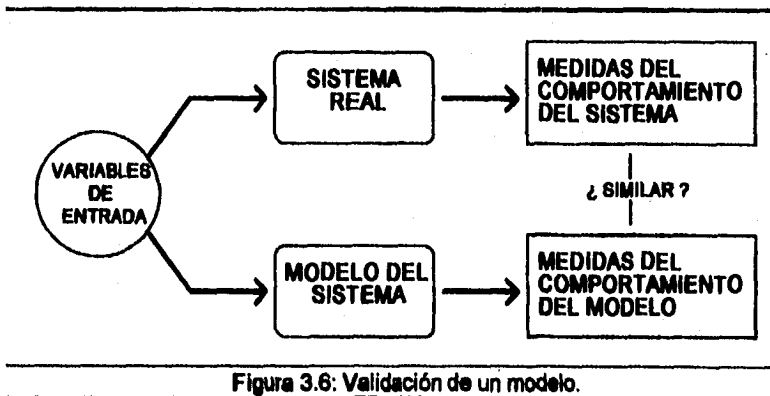 SISTEMA
REAL
MEDIDAS DEL
COMPORTAMIENTO
DEL SISTEMA
VARIABLES
DE
ENTRADA
¿ SIMILAR ?
MODELO DEL
SISTEMA
MEDIDAS DEL
COMPORTAMIENTO
DEL MODELO
Figura 3.6: Validación de un modelo.